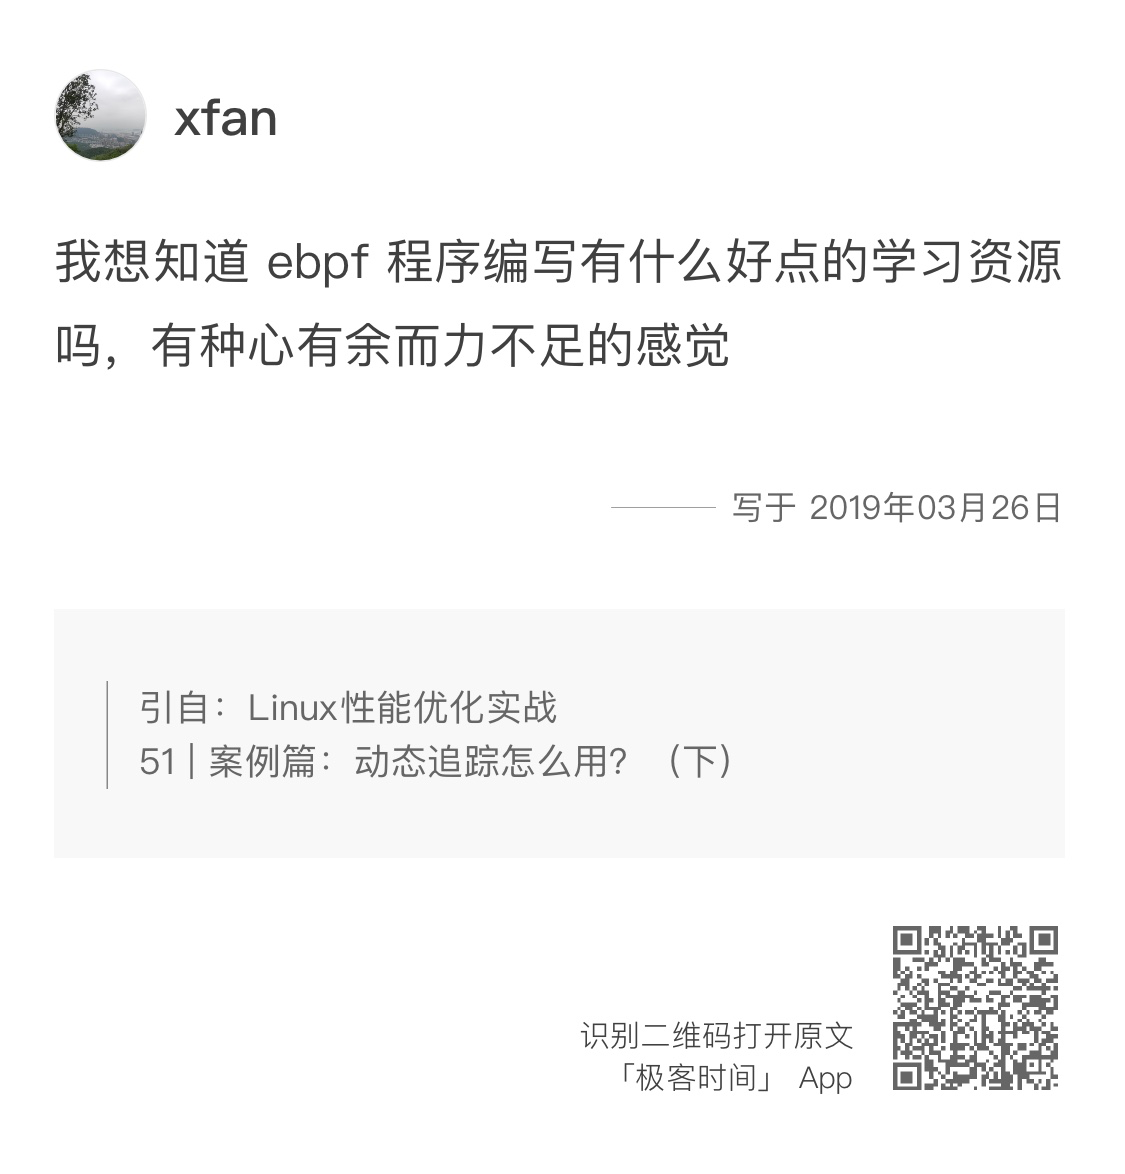 xfan
我想知道 ebpf 程序编写有什么好点的学习资源
吗，有种心有余而力不足的感觉
写于 2019年03月26日
引自：Linux性能优化实战
51 | 案例篇：动态追踪怎么用？（下）
识别二维码打开原文
「极客时间」 App